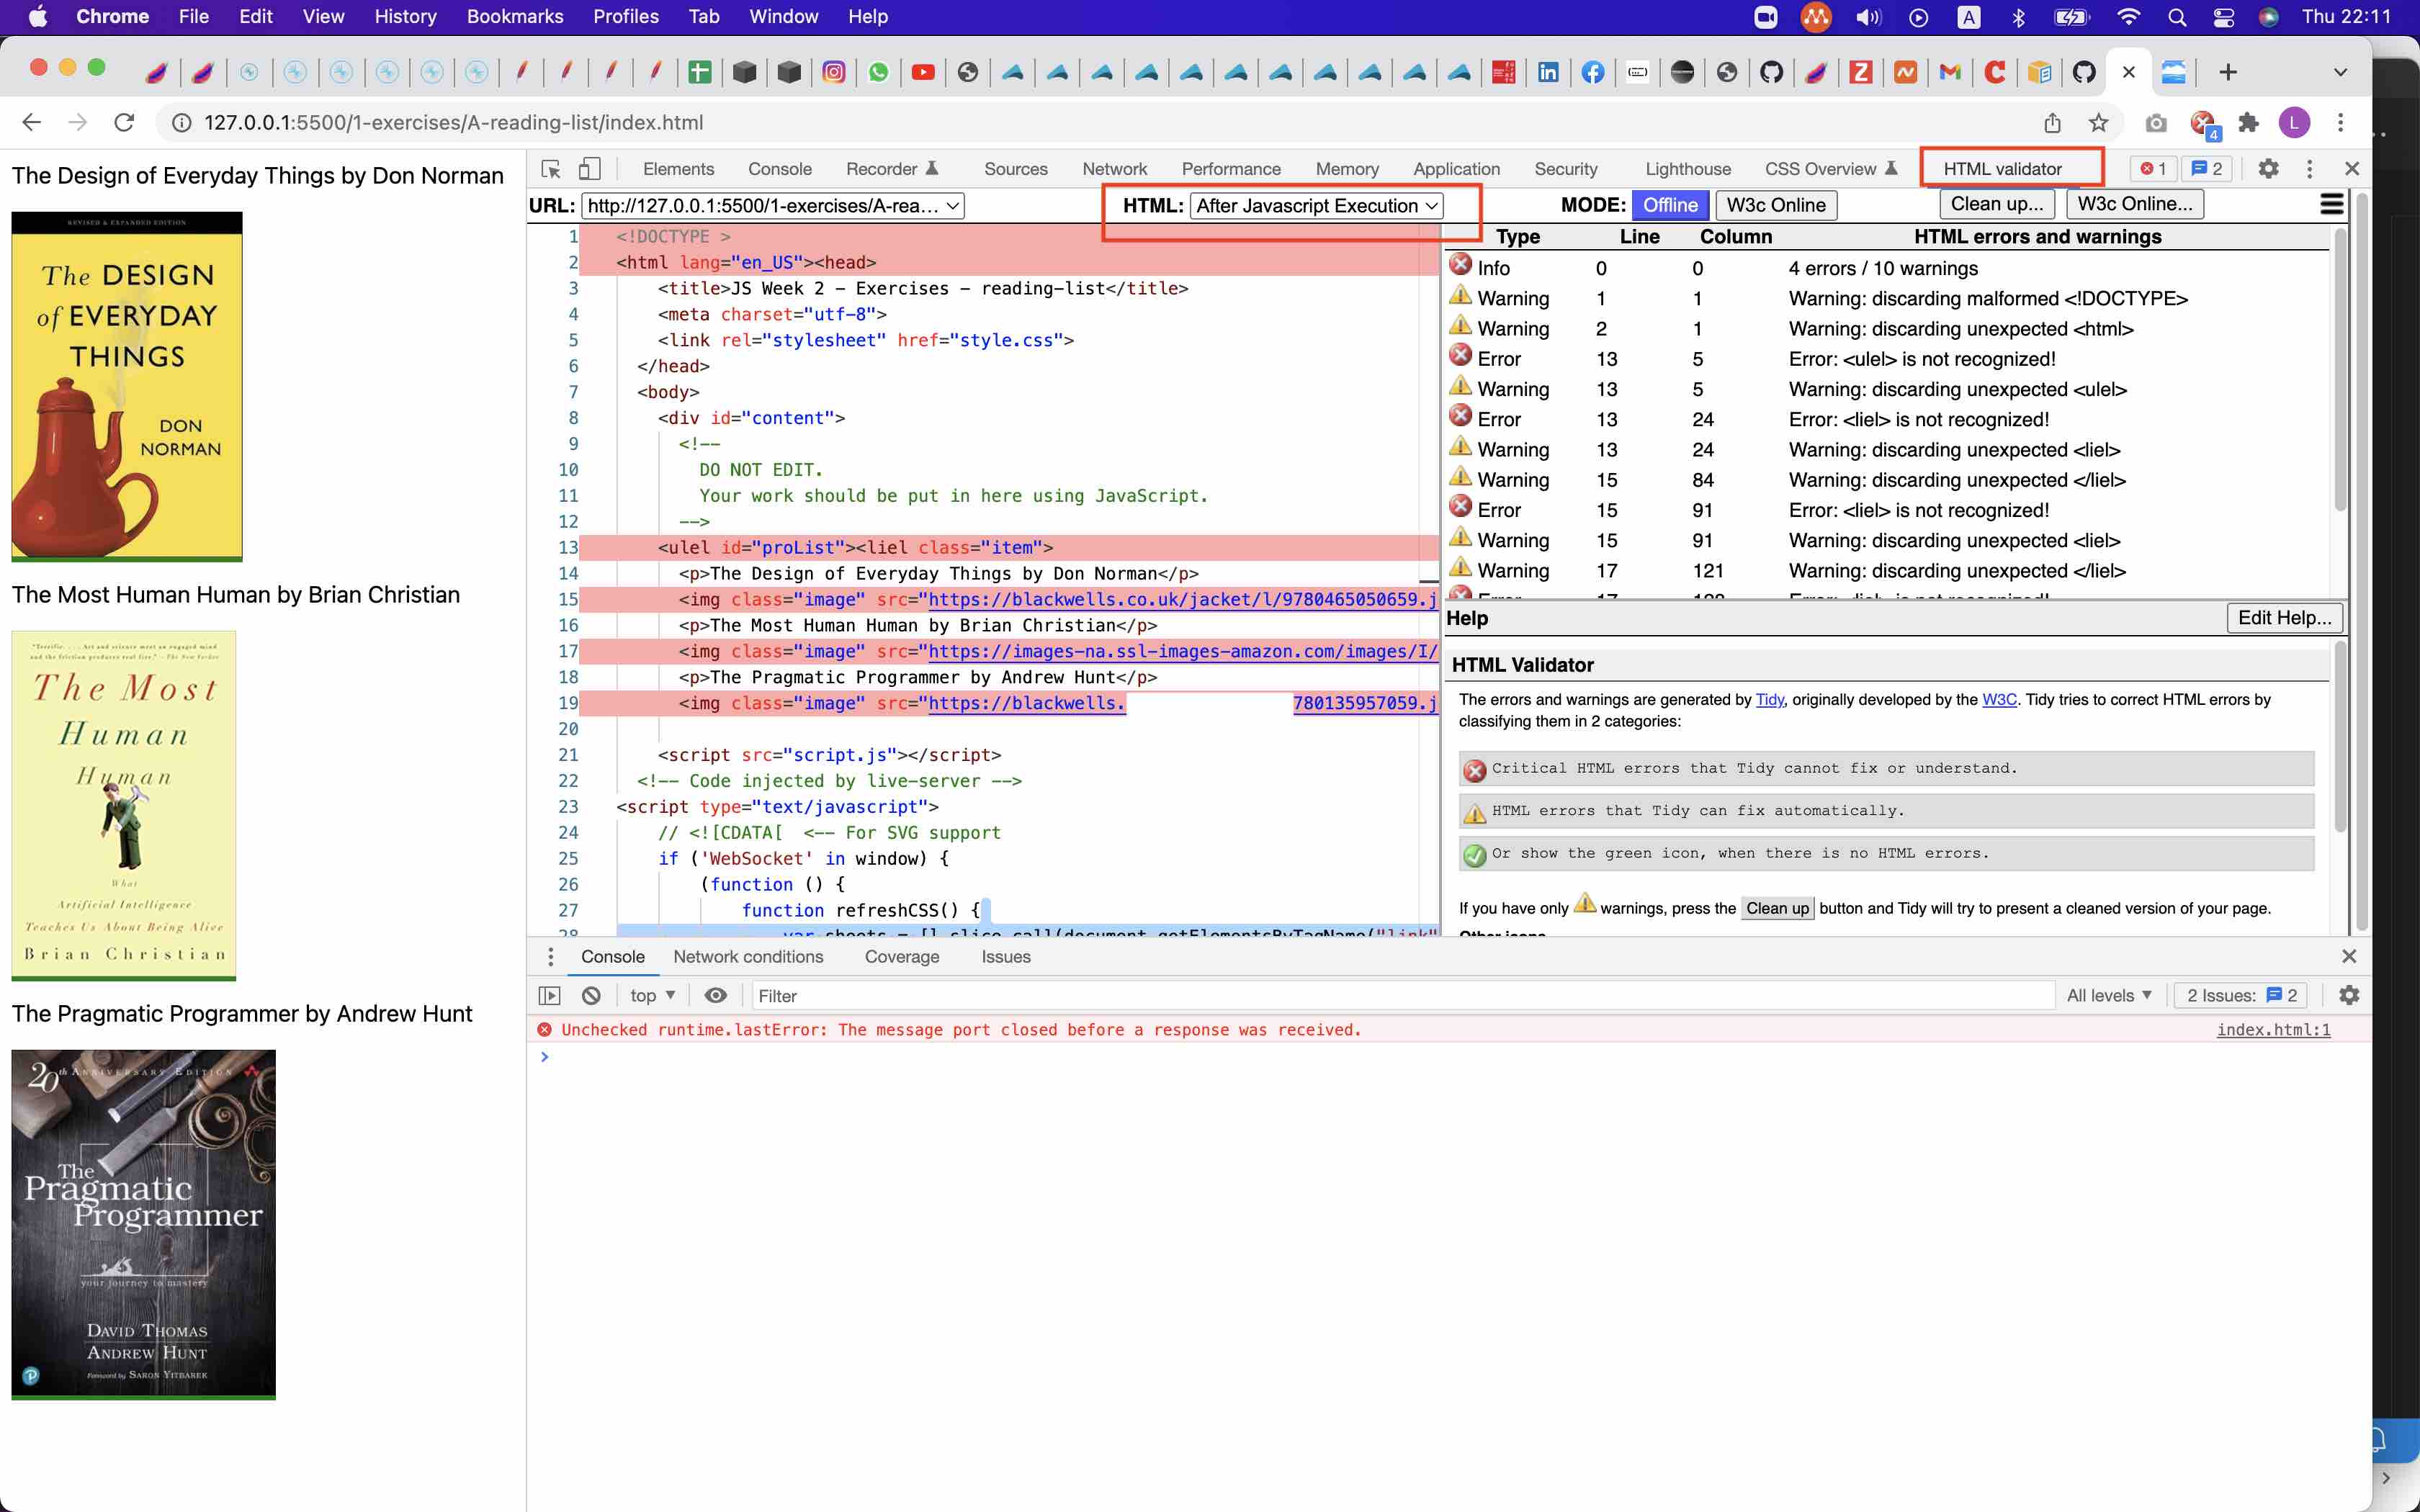 Chrome File Edit View History Bookmarks Profiles Tab Window Help
A
Thu 22:11
127.0.0.1:5500/1-exercises/A-reading-list/index.html
4
L
The Design of Everyday Things by Don Norman
REVISED & EXPANDED EDITION
The DESIGN
of EVERYDAY
THINGS
DON
NORMAN
The Most Human Human by Brian Christian
The Most
Human
Human
What
Artificial Intelligence
Teaches Us About Being Alive
Brian Christian
The Pragmatic Programmer by Andrew Hunt
20th ANNIVERSARY EDITION
The
Pragmatic
Programmer
your journey to mastery
DAVID THOMAS
ANDREW HUNT
Foreword by SARON YITBAREK
Elements Console Recorder Sources Network Performance Memory Application Security Lighthouse CSS Overview HTML validator 1 2
URL: http://127.0.0.1:5500/1-exercises/A-rea... HTML: After Javascript Execution MODE: Offline W3c Online Clean up... W3c Online...
1 <!DOCTYPE >
2 <html lang="en_US"><head>
3 <title>JS Week 2 - Exercises - reading-list</title>
4 <meta charset="utf-8">
5 <link rel="stylesheet" href="style.css">
6 </head>
7 <body>
8 <div id="content">
9 <!--
10 DO NOT EDIT.
11 Your work should be put in here using JavaScript.
12 -->
13 <ulel id="proList"><liel class="item">
14 <p>The Design of Everyday Things by Don Norman</p>
15 <img class="image" src="https://blackwells.co.uk/jacket/l/9780465050659.j
16 <p>The Most Human Human by Brian Christian</p>
17 <img class="image" src="https://images-na.ssl-images-amazon.com/images/I/
18 <p>The Pragmatic Programmer by Andrew Hunt</p>
19 <img class="image" src="https://blackwells. 780135957059.j
20
21 <script src="script.js"></script>
22 <!-- Code injected by live-server -->
23 <script type="text/javascript">
24 // <![CDATA[ <-- For SVG support
25 if ('WebSocket' in window) {
26 (function () {
27 function refreshCSS() {
28 var sheets = [].slice.call(document.getElementsByTagName("link"
Type Line Column HTML errors and warnings
Info 0 0 4 errors / 10 warnings
Warning 1 1 Warning: discarding malformed <!DOCTYPE>
Warning 2 1 Warning: discarding unexpected <html>
Error 13 5 Error: <ulel> is not recognized!
Warning 13 5 Warning: discarding unexpected <ulel>
Error 13 24 Error: <liel> is not recognized!
Warning 13 24 Warning: discarding unexpected <liel>
Warning 15 84 Warning: discarding unexpected </liel>
Error 15 91 Error: <liel> is not recognized!
Warning 15 91 Warning: discarding unexpected <liel>
Warning 17 121 Warning: discarding unexpected </liel>
Help Edit Help...
HTML Validator
The errors and warnings are generated by Tidy, originally developed by the W3C. Tidy tries to correct HTML errors by
classifying them in 2 categories:
Critical HTML errors that Tidy cannot fix or understand.
HTML errors that Tidy can fix automatically.
Or show the green icon, when there is no HTML errors.
If you have only warnings, press the Clean up button and Tidy will try to present a cleaned version of your page.
Console Network conditions Coverage Issues
top Filter All levels 2 Issues: 2
Unchecked runtime.lastError: The message port closed before a response was received. index.html:1